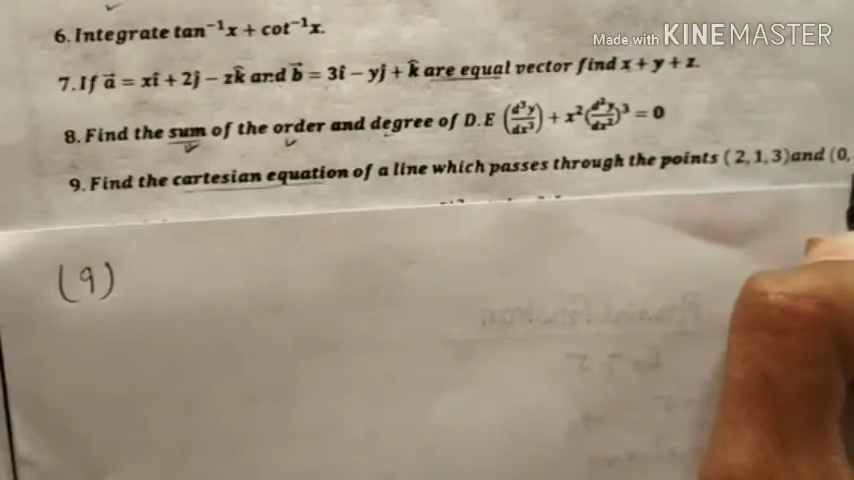 Made with KINEMASTER
6. Integrate tan⁻¹x + cot⁻¹x.
7. If a⃗ = xî + 2ĵ − zk̂ and b⃗ = 3î − yĵ + k̂ are equal vector find x + y + z.
8. Find the sum of the order and degree of D.E (d³y/dx³) + x²(d²y/dx²)³ = 0
9. Find the cartesian equation of a line which passes through the points (2,1,3)and (0,
(9)